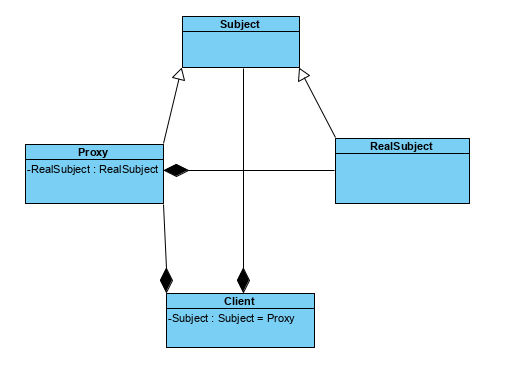 Subject
Proxy
-RealSubject : RealSubject
RealSubject
Client
-Subject : Subject = Proxy